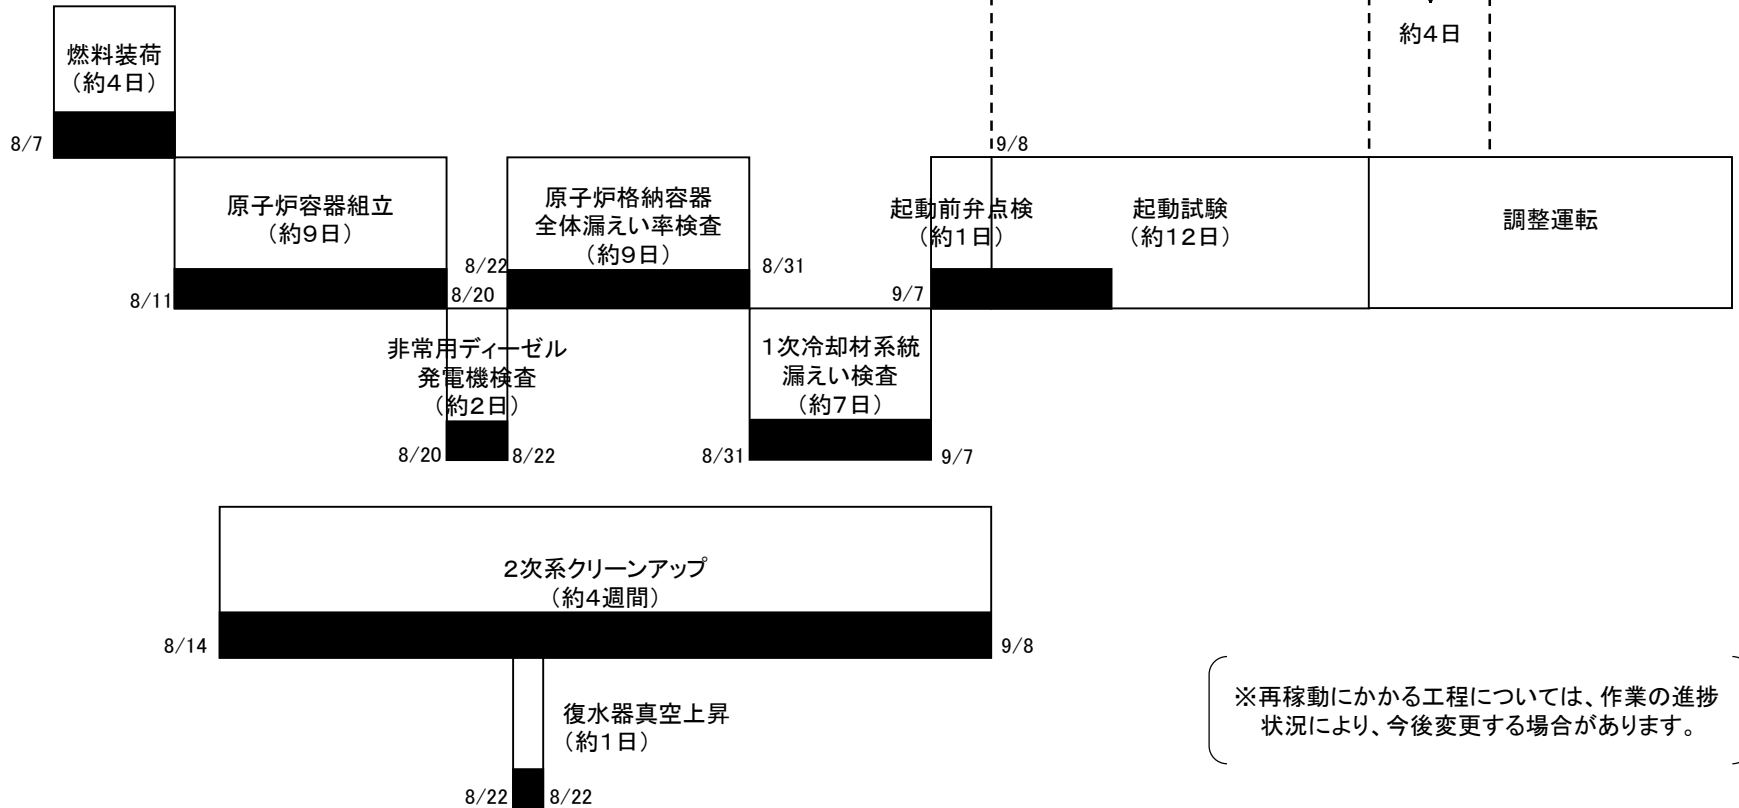 約4日
燃料装荷
（約4日）
8/7
9/8
原子炉容器組立
（約9日）
8/11
8/20
原子炉格納容器
全体漏えい率検査
（約9日）
8/22
8/31
起動前弁点検
（約1日）
9/7
起動試験
（約12日）
調整運転
非常用ディーゼル
発電機検査
（約2日）
8/20
8/22
1次冷却材系統
漏えい検査
（約7日）
8/31
9/7
2次系クリーンアップ
（約4週間）
8/14
9/8
復水器真空上昇
（約1日）
8/22
8/22
※再稼動にかかる工程については、作業の進捗
状況により、今後変更する場合があります。